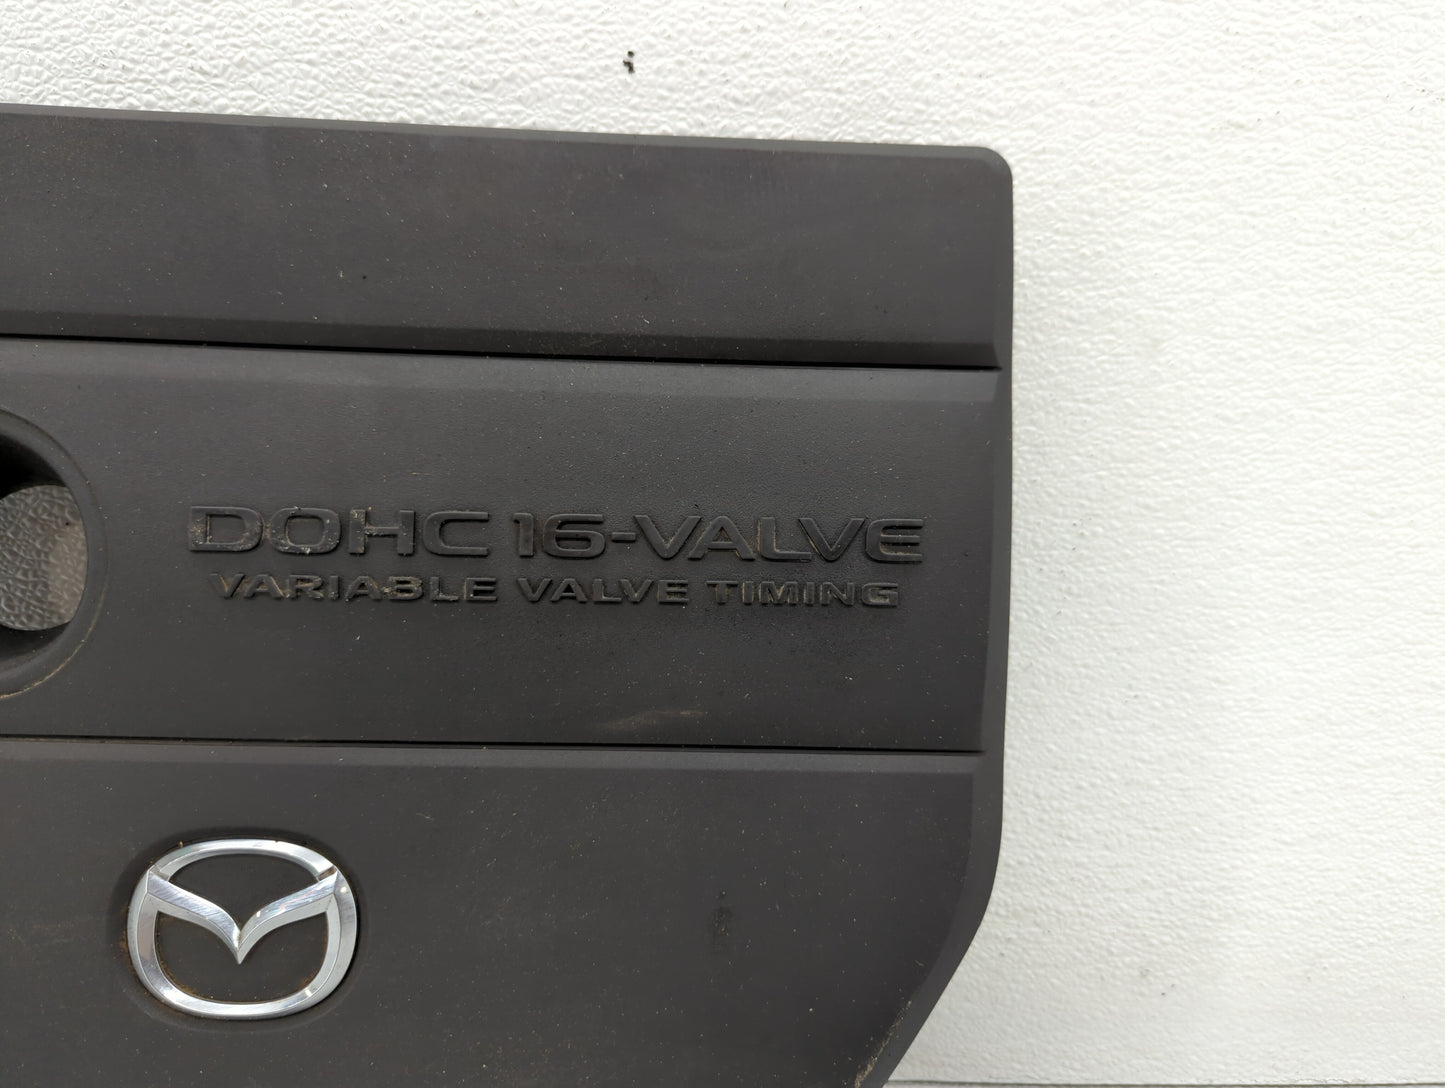 DOHC 16-VALVE
VARIABLE VALVE TIMING